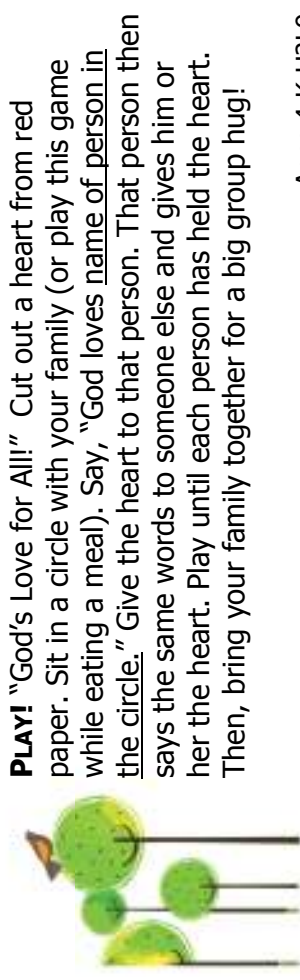 PLAY! “God’s Love for All!”  Cut out a heart from red
paper. Sit in a circle with your family (or play this game
while eating a meal). Say, “God loves name of person in
the circle.” Give the heart to that person. That person then
says the same words to someone else and gives him or
her the heart. Play until each person has held the heart.
Then, bring your family together for a big group hug!